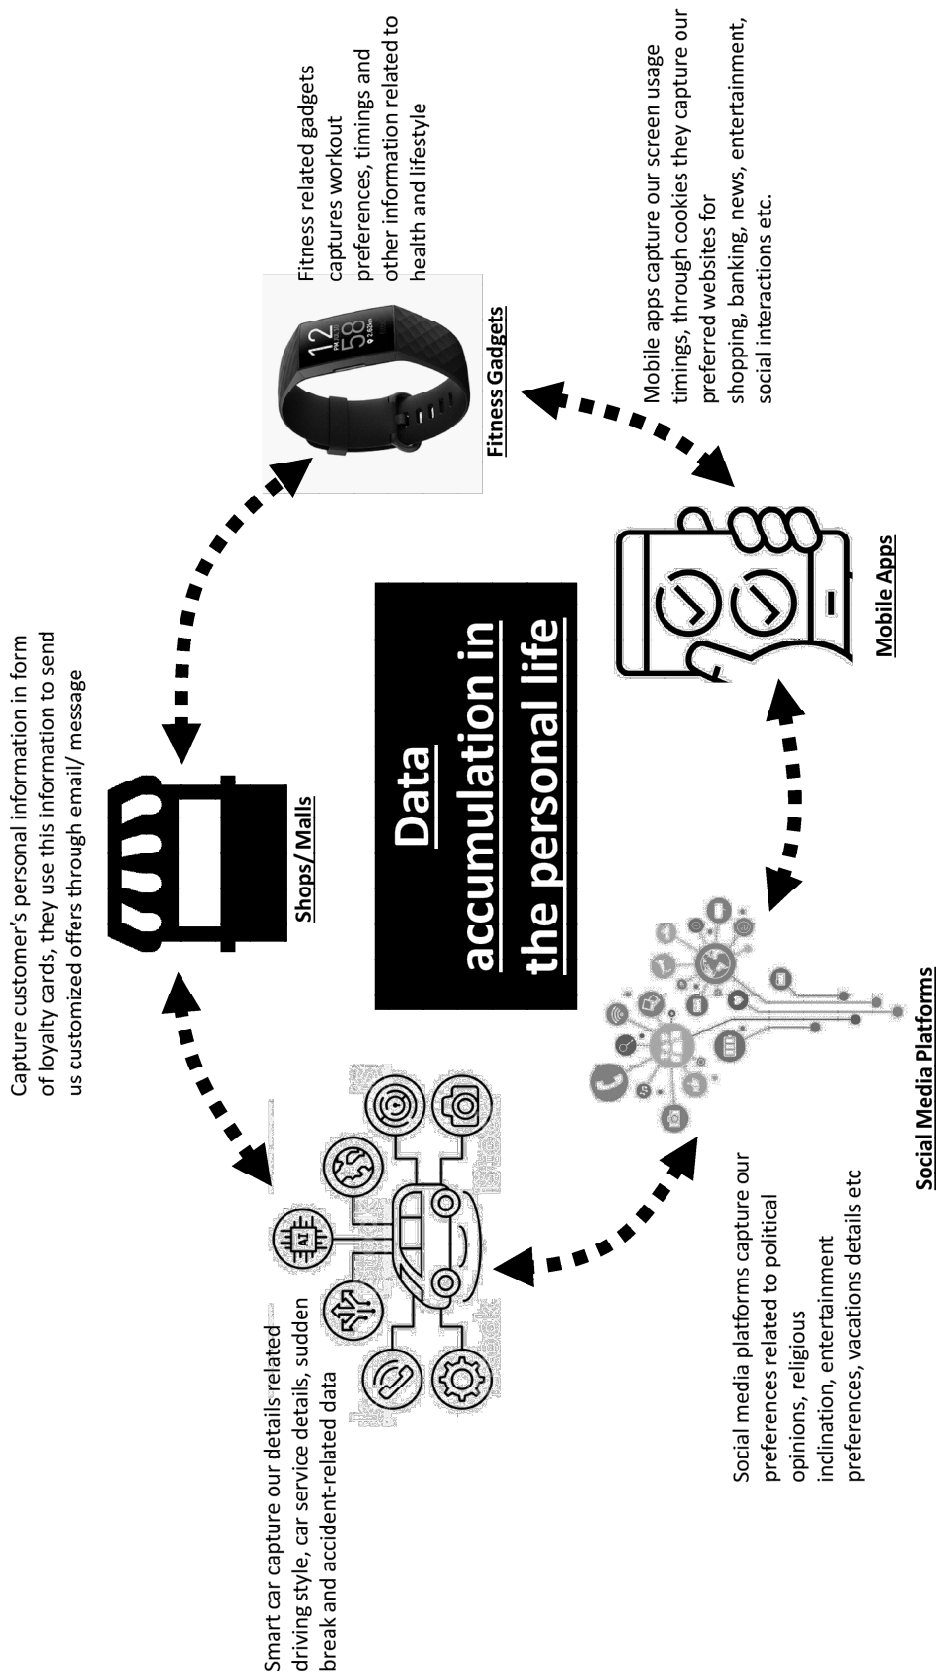 Capture customer's personal information in form
of loyalty cards, they use this information to send
us customized offers through email/ message
Shops/ Malls
Fitness related gadgets
captures workout
preferences, timings and
other information related to
health and lifestyle
12
58
2.62
Fitness Gadgets
Smart car capture our details related
driving style, car service details, sudden
break and accident-related data
AI
Data
accumulation in
the personal life
Mobile apps capture our screen usage
timings, through cookies they capture our
preferred websites for
shopping, banking, news, entertainment,
social interactions etc.
Mobile Apps
Social media platforms capture our
preferences related to political
opinions, religious
inclination, entertainment
preferences, vacations details etc
Social Media Platforms